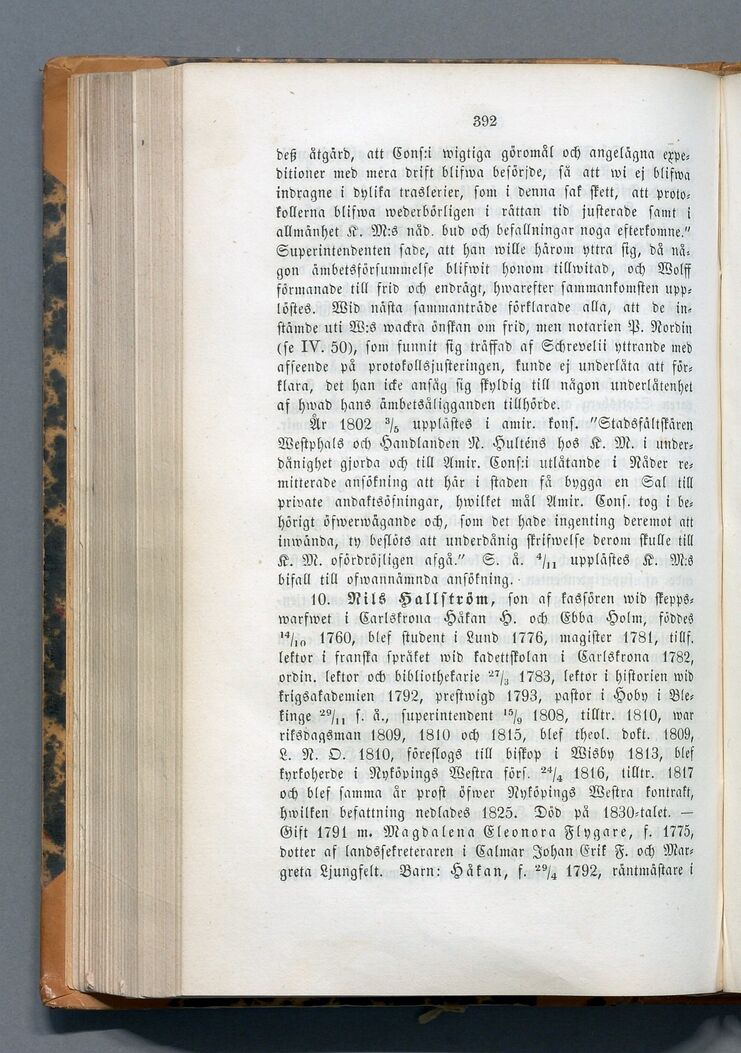 392
deß åtgärd, att Cons:i wigtiga göromål och angelägna expe-
ditioner med mera drift blifwa besörjde, så att wi ej blifwa
indragne i dylika traslerier, som i denna sak skett, att proto-
kollerna blifwa wederbörligen i rättan tid justerade samt i
allmänhet K. M:s nåd. bud och befallningar noga efterkomne."
Superintendenten sade, att han wille härom yttra sig, då nå-
gon ämbetsförsummelse blifwit honom tillwitad, och Wolff
förmanade till frid och endrägt, hwarefter sammankomsten upp-
löstes. Wid nästa sammanträde förklarade alla, att de in-
stämde uti W:s wackra önskan om frid, men notarien P. Nordin
(se IV. 50), som funnit sig träffad af Schrevelii yttrande med
afseende på protokollsjusteringen, kunde ej underlåta att för-
klara, det han icke ansåg sig skyldig till någon underlåtenhet
af hwad hans ämbetsåligganden tillhörde.
År 1802 3/5 upplästes i amir. kons. "Stadsfältskären
Westphals och Handlanden N. Hulténs hos K. M. i under-
dånighet gjorda och till Amir. Cons:i utlåtande i Nåder re-
mitterade ansökning att här i staden få bygga en Sal till
private andaktsöfningar, hwilket mål Amir. Cons. tog i be-
hörigt öfwerwägande och, som det hade ingenting deremot att
inwända, ty beslöts att underdånig skrifwelse derom skulle till
K. M. ofördröjligen afgå." S. å. 4/11 upplästes K. M:s
bifall till ofwannämnda ansökning.
10. Nils Hallström, son af kassören wid skepps-
warfwet i Carlskrona Håkan H. och Ebba Holm, föddes
14/10 1760, blef student i Lund 1776, magister 1781, tillf.
lektor i franska språket wid kadettskolan i Carlskrona 1782,
ordin. lektor och bibliothekarie 27/3 1783, lektor i historien wid
krigsakademien 1792, prestwigd 1793, pastor i Hoby i Ble-
kinge 29/11 s. å., superintendent 15/9 1808, tilltr. 1810, war
riksdagsman 1809, 1810 och 1815, blef theol. dokt. 1809,
L. N. O. 1810, föreslogs till biskop i Wisby 1813, blef
kyrkoherde i Nyköpings Westra förs. 24/4 1816, tilltr. 1817
och blef samma år prost öfwer Nyköpings Westra kontrakt,
hwilken befattning nedlades 1825. Död på 1830-talet. —
Gift 1791 m. Magdalena Eleonora Flygare, f. 1775,
dotter af landssekreteraren i Calmar Johan Erik F. och Mar-
greta Ljungfelt. Barn: Håkan, f. 29/4 1792, räntmästare i